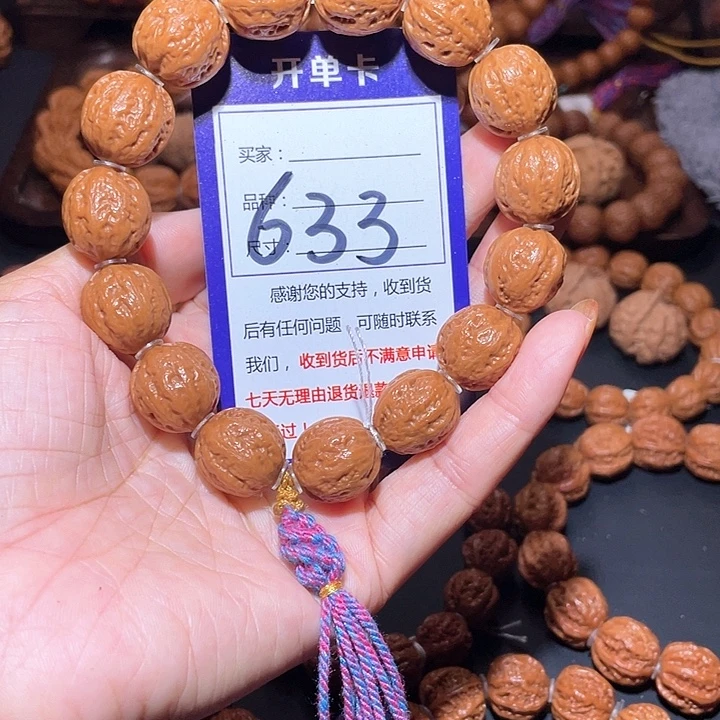 开单卡
买家：
品种：
633
尺寸：
感谢您的支持，收到货
后有任何问题，可随时联系
我们，收到货后不满意申请
七天无理由退货退款
过！